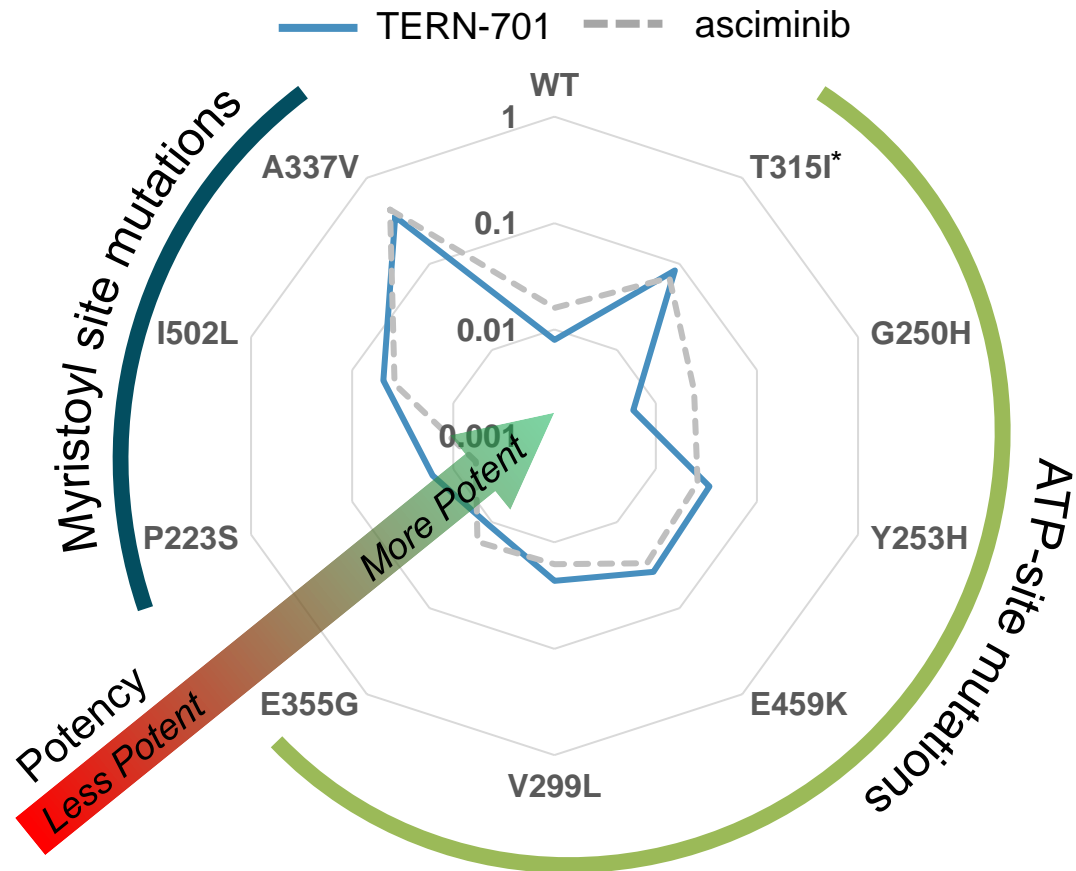 TERN-701 asciminib
WT
T315I*
G250H
Y253H
E459K
V299L
E355G
P223S
I502L
A337V
1
0.1
0.01
0.001
Myristoyl site mutations
ATP-site mutations
Potency
Less Potent
More Potent